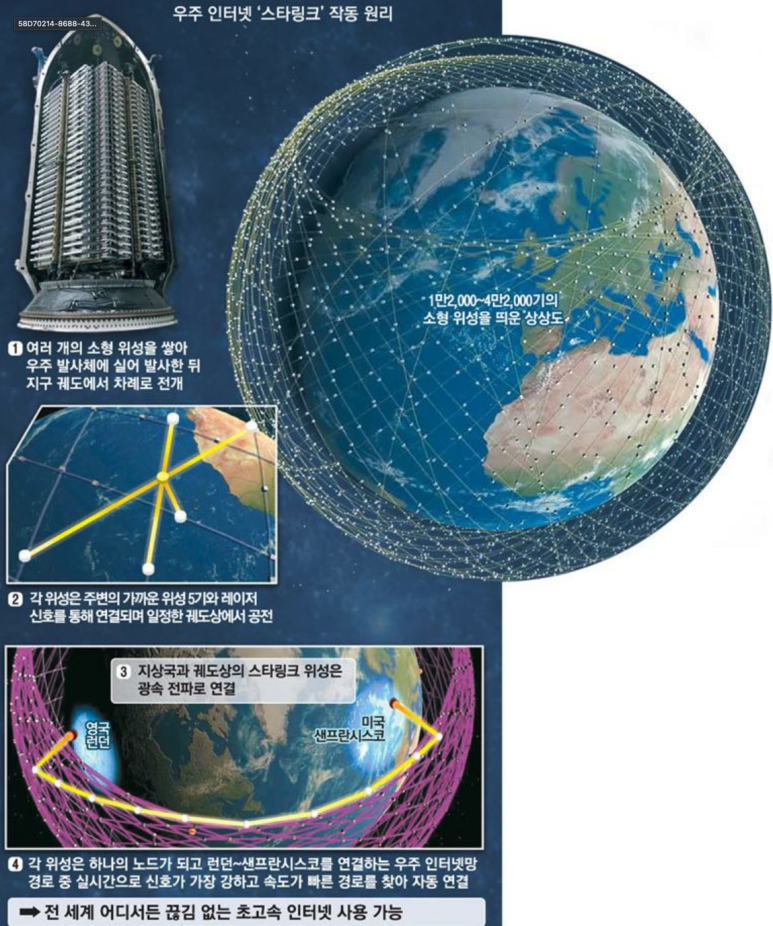 58D70214-8688-43...
우주 인터넷 ‘스타링크’ 작동 원리
1만2,000~4만2,000기의
소형 위성을 띄운 상상도
1 여러 개의 소형 위성을 쌓아
우주 발사체에 실어 발사한 뒤
지구 궤도에서 차례로 전개
2 각 위성은 주변의 가까운 위성 5기와 레이저
신호를 통해 연결되며 일정한 궤도상에서 공전
3 지상국과 궤도상의 스타링크 위성은
광속 전파로 연결
영국
런던
미국
샌프란시스코
4 각 위성은 하나의 노드가 되고 런던~샌프란시스코를 연결하는 우주 인터넷망
경로 중 실시간으로 신호가 가장 강하고 속도가 빠른 경로를 찾아 자동 연결
➡ 전 세계 어디서든 끊김 없는 초고속 인터넷 사용 가능